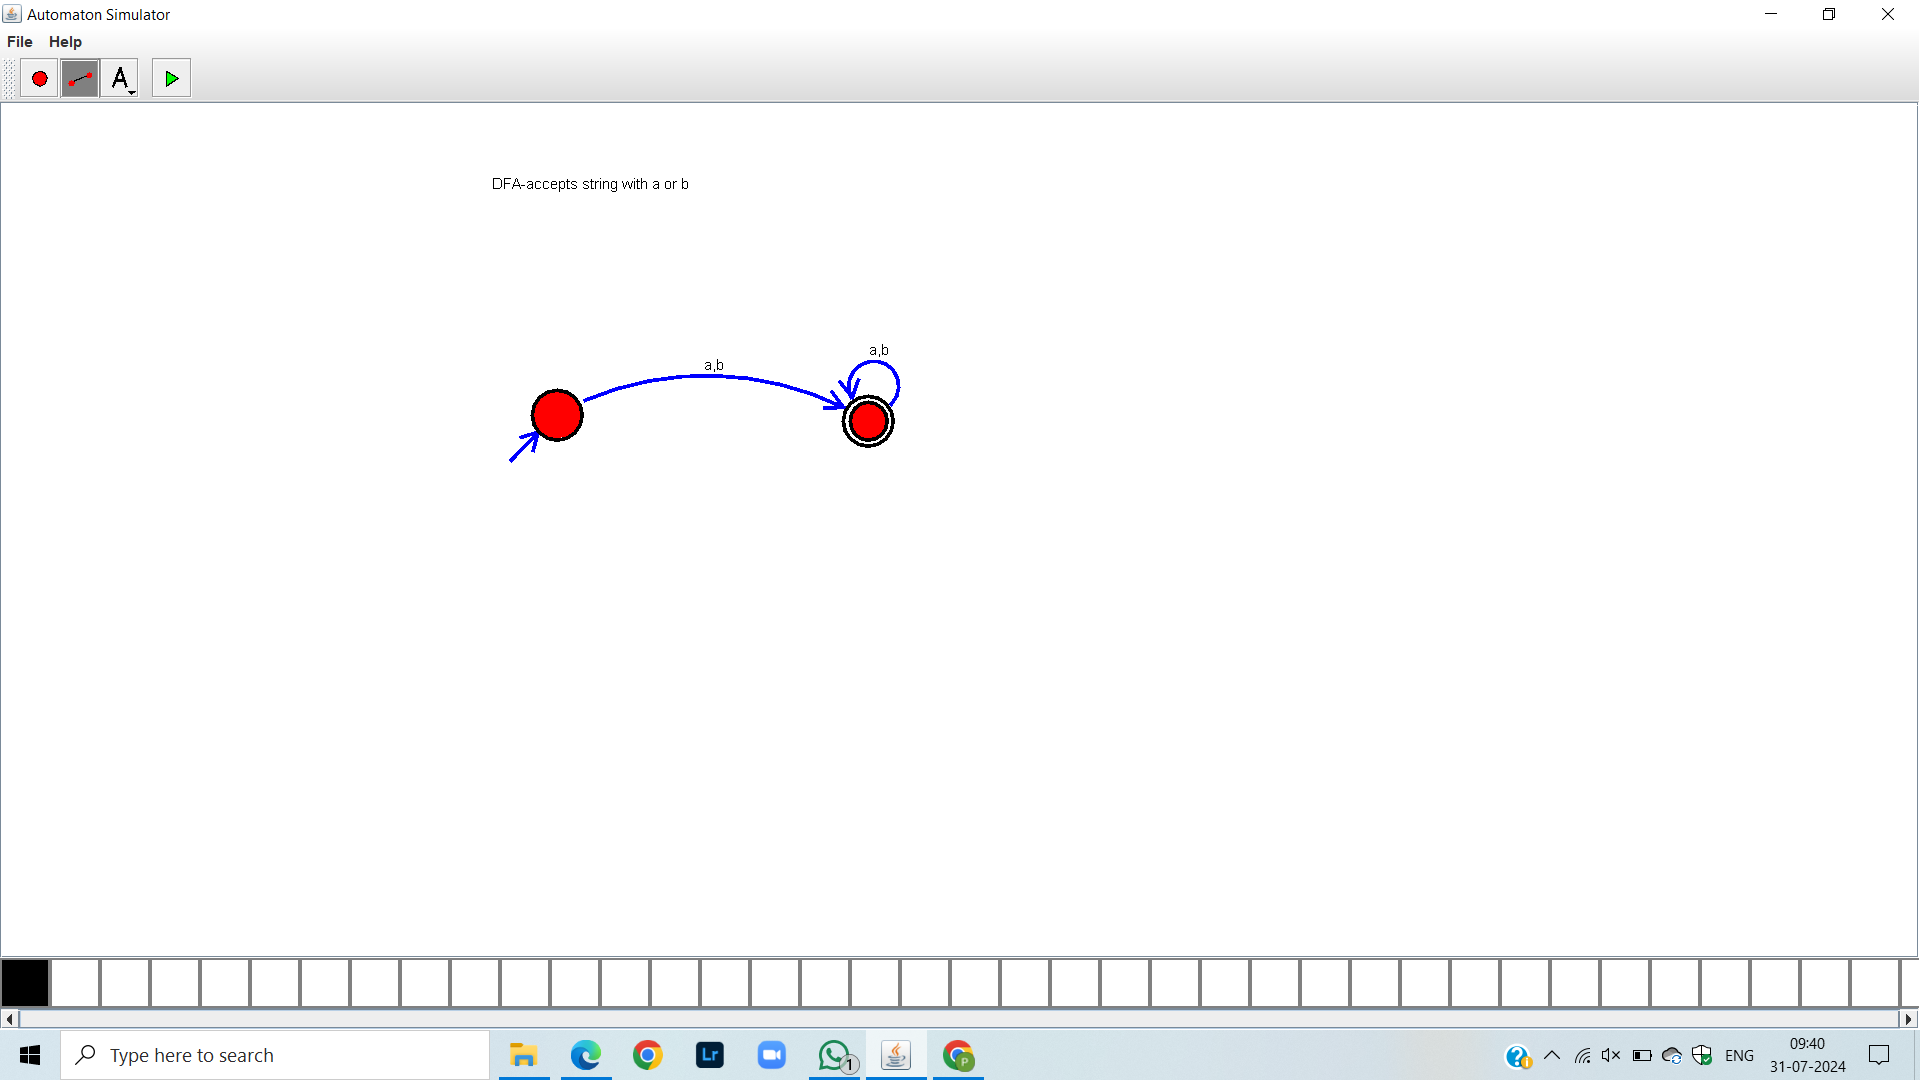 Automaton Simulator
File Help
A
DFA-accepts string with a or b
a,b
a,b
Type here to search
Lr
1
P
?
ENG
09:40
31-07-2024